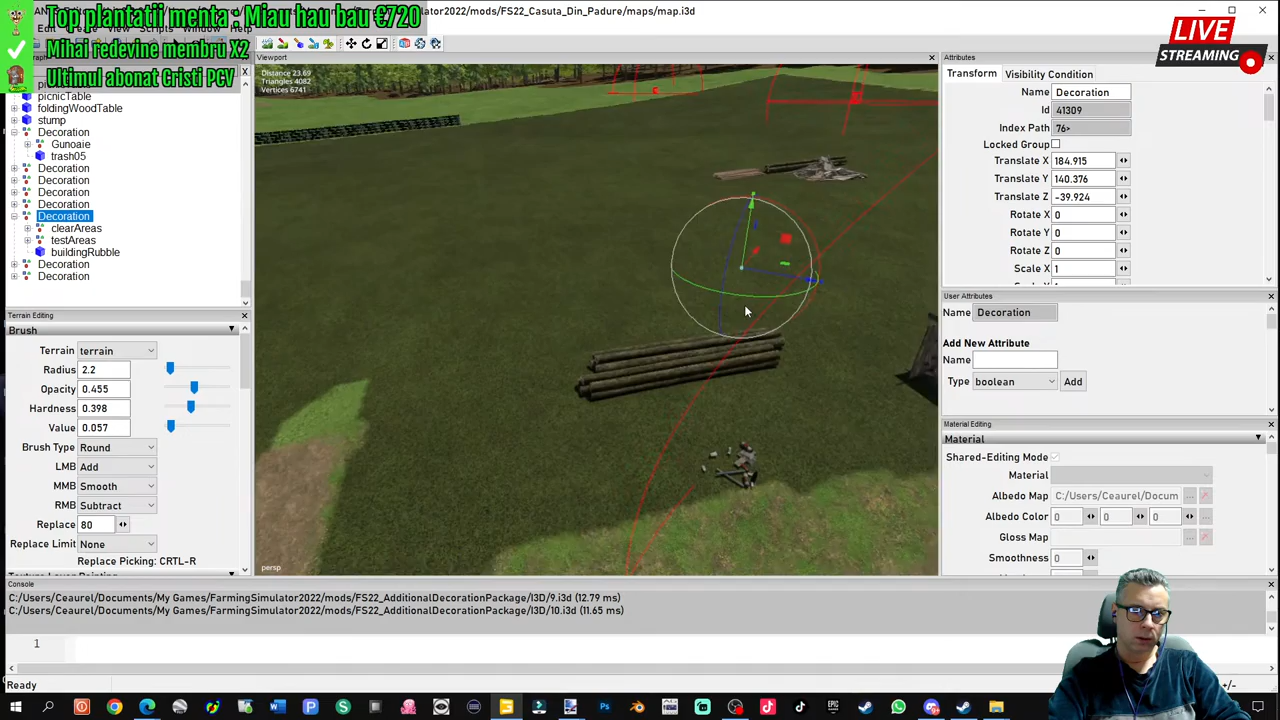 Top plantatii menta : Miau hau bau €720
Mihai redevine membru X2
Ultimul abonat Cristi PCV
LIVE
STREAMING
Window
Viewport
Distance 23.69
Triangles 4082
Vertices 6741
persp
picnicTable
foldingWoodTable
stump
Decoration
Gunoaie
trash05
Decoration
Decoration
Decoration
Decoration
Decoration
clearAreas
testAreas
buildingRubble
Decoration
Decoration
Terrain Editing
Brush
Terrain terrain
Radius 2.2
Opacity 0.455
Hardness 0.398
Value 0.057
Brush Type Round
LMB Add
MMB Smooth
RMB Subtract
Replace 80
Replace Limit None
Replace Picking: CRTL-R
Texture Layer Painting
Attributes
Transform Visibility Condition
Name Decoration
Id 41309
Index Path 76>
Locked Group
Translate X 184.915
Translate Y 140.376
Translate Z -39.924
Rotate X 0
Rotate Y 0
Rotate Z 0
Scale X 1
User Attributes
Name Decoration
Add New Attribute
Name
Type boolean Add
Material Editing
Material
Shared-Editing Mode
Material
Albedo Map C:/Users/Ceaurel/Docum ...
Albedo Color 0 0 0 ...
Gloss Map ...
Smoothness 0
Console
C:/Users/Ceaurel/Documents/My Games/FarmingSimulator2022/mods/FS22_AdditionalDecorationPackage/I3D/9.i3d (12.79 ms)
C:/Users/Ceaurel/Documents/My Games/FarmingSimulator2022/mods/FS22_AdditionalDecorationPackage/I3D/10.i3d (11.65 ms)
1
Ready
+/-